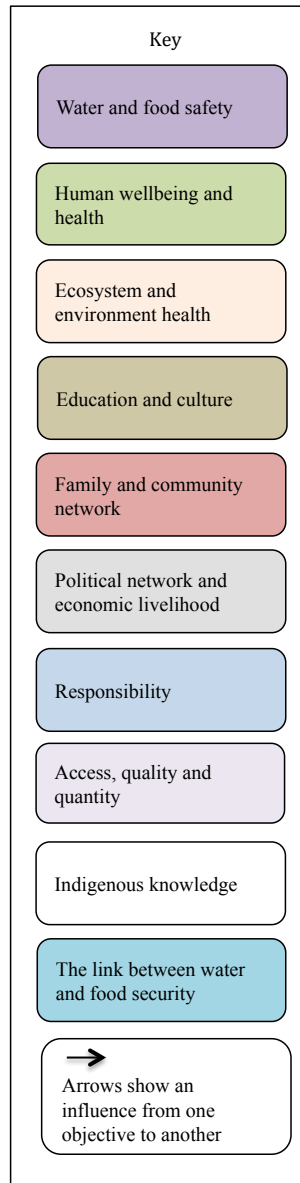 Key
Water and food safety
Human wellbeing and
health
Ecosystem and
environment health
Education and culture
Family and community
network
Political network and
economic livelihood
Responsibility
Access, quality and
quantity
Indigenous knowledge
The link between water
and food security
Arrows show an
influence from one
objective to another